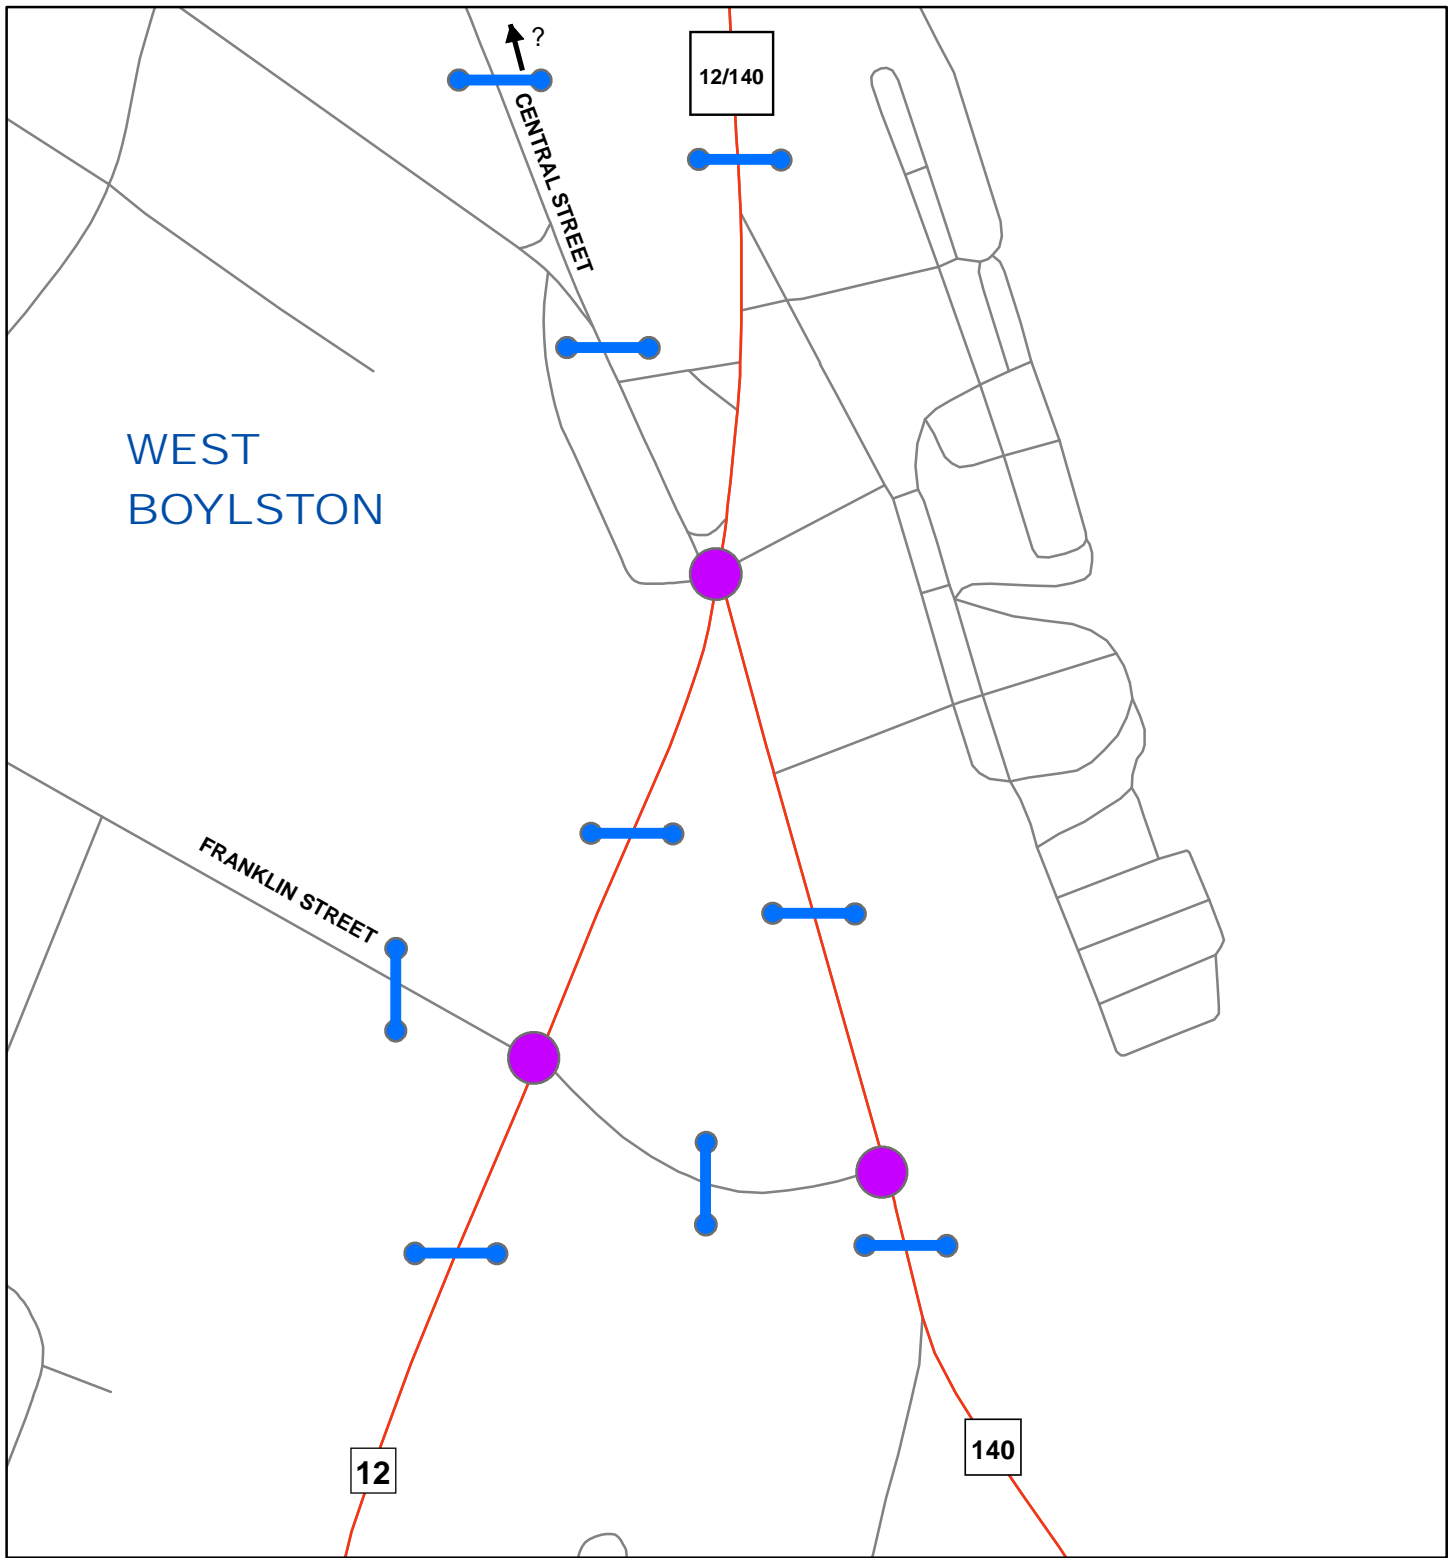 ?
12/140
CENTRAL STREET
WEST
BOYLSTON
FRANKLIN STREET
12
140